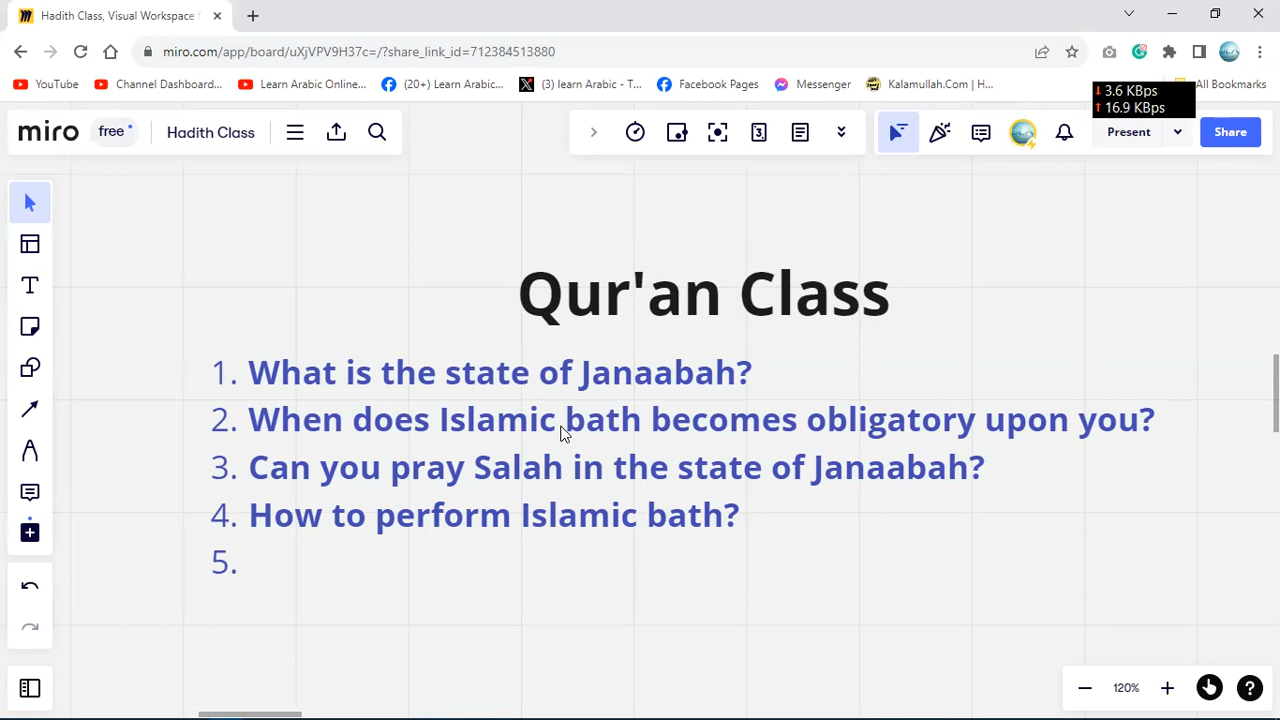 Hadith Class, Visual Workspace f
miro.com/app/board/uXjVPV9H37c=/?share_link_id=712384513880
YouTube
Channel Dashboard...
Learn Arabic Online...
(20+) Learn Arabic...
(3) learn Arabic - T...
Facebook Pages
Messenger
Kalamullah.Com | H...
All Bookmarks
3.6 KBps
16.9 KBps
miro
free
Hadith Class
Present
Share
Qur'an Class
1. What is the state of Janaabah?
2. When does Islamic bath becomes obligatory upon you?
3. Can you pray Salah in the state of Janaabah?
4. How to perform Islamic bath?
5.
120%